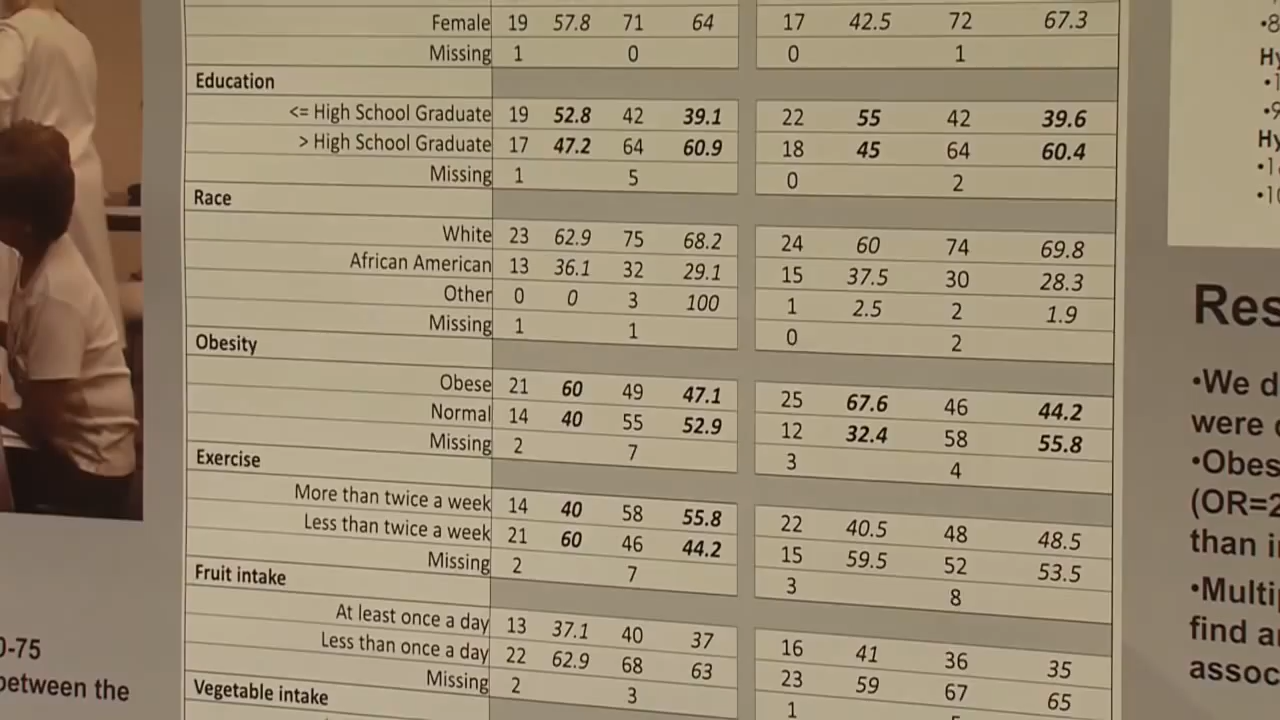 Female 19 57.8 71 64 17 42.5 72 67.3
Missing 1 0 0 1
Education
<= High School Graduate 19 52.8 42 39.1 22 55 42 39.6
> High School Graduate 17 47.2 64 60.9 18 45 64 60.4
Missing 1 5 0 2
Race
White 23 62.9 75 68.2 24 60 74 69.8
African American 13 36.1 32 29.1 15 37.5 30 28.3
Other 0 0 3 100 1 2.5 2 1.9
Missing 1 1 0 2
Obesity
Obese 21 60 49 47.1 25 67.6 46 44.2
Normal 14 40 55 52.9 12 32.4 58 55.8
Missing 2 7 3 4
Exercise
More than twice a week 14 40 58 55.8 22 40.5 48 48.5
Less than twice a week 21 60 46 44.2 15 59.5 52 53.5
Missing 2 7 3 8
Fruit intake
At least once a day 13 37.1 40 37 16 41 36 35
Less than once a day 22 62.9 68 63 23 59 67 65
Missing 2 3 1
Vegetable intake
0-75
between the
•8
Hy
•1
•9
Hy
•10
Res
•We d
were
•Obes
(OR=2
than i
•Multi
find a
assoc